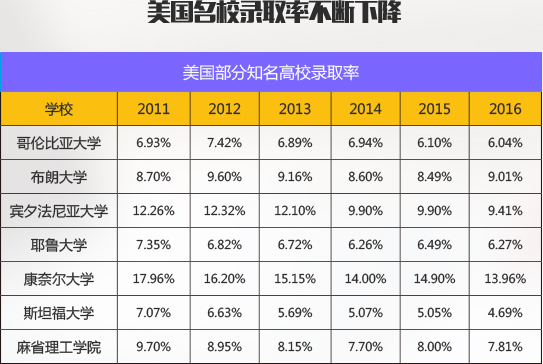 美国名校录取率不断下降
美国部分知名高校录取率
学校 2011 2012 2013 2014 2015 2016
哥伦比亚大学 6.93% 7.42% 6.89% 6.94% 6.10% 6.04%
布朗大学 8.70% 9.60% 9.16% 8.60% 8.49% 9.01%
宾夕法尼亚大学 12.26% 12.32% 12.10% 9.90% 9.90% 9.41%
耶鲁大学 7.35% 6.82% 6.72% 6.26% 6.49% 6.27%
康奈尔大学 17.96% 16.20% 15.15% 14.00% 14.90% 13.96%
斯坦福大学 7.07% 6.63% 5.69% 5.07% 5.05% 4.69%
麻省理工学院 9.70% 8.95% 8.15% 7.70% 8.00% 7.81%